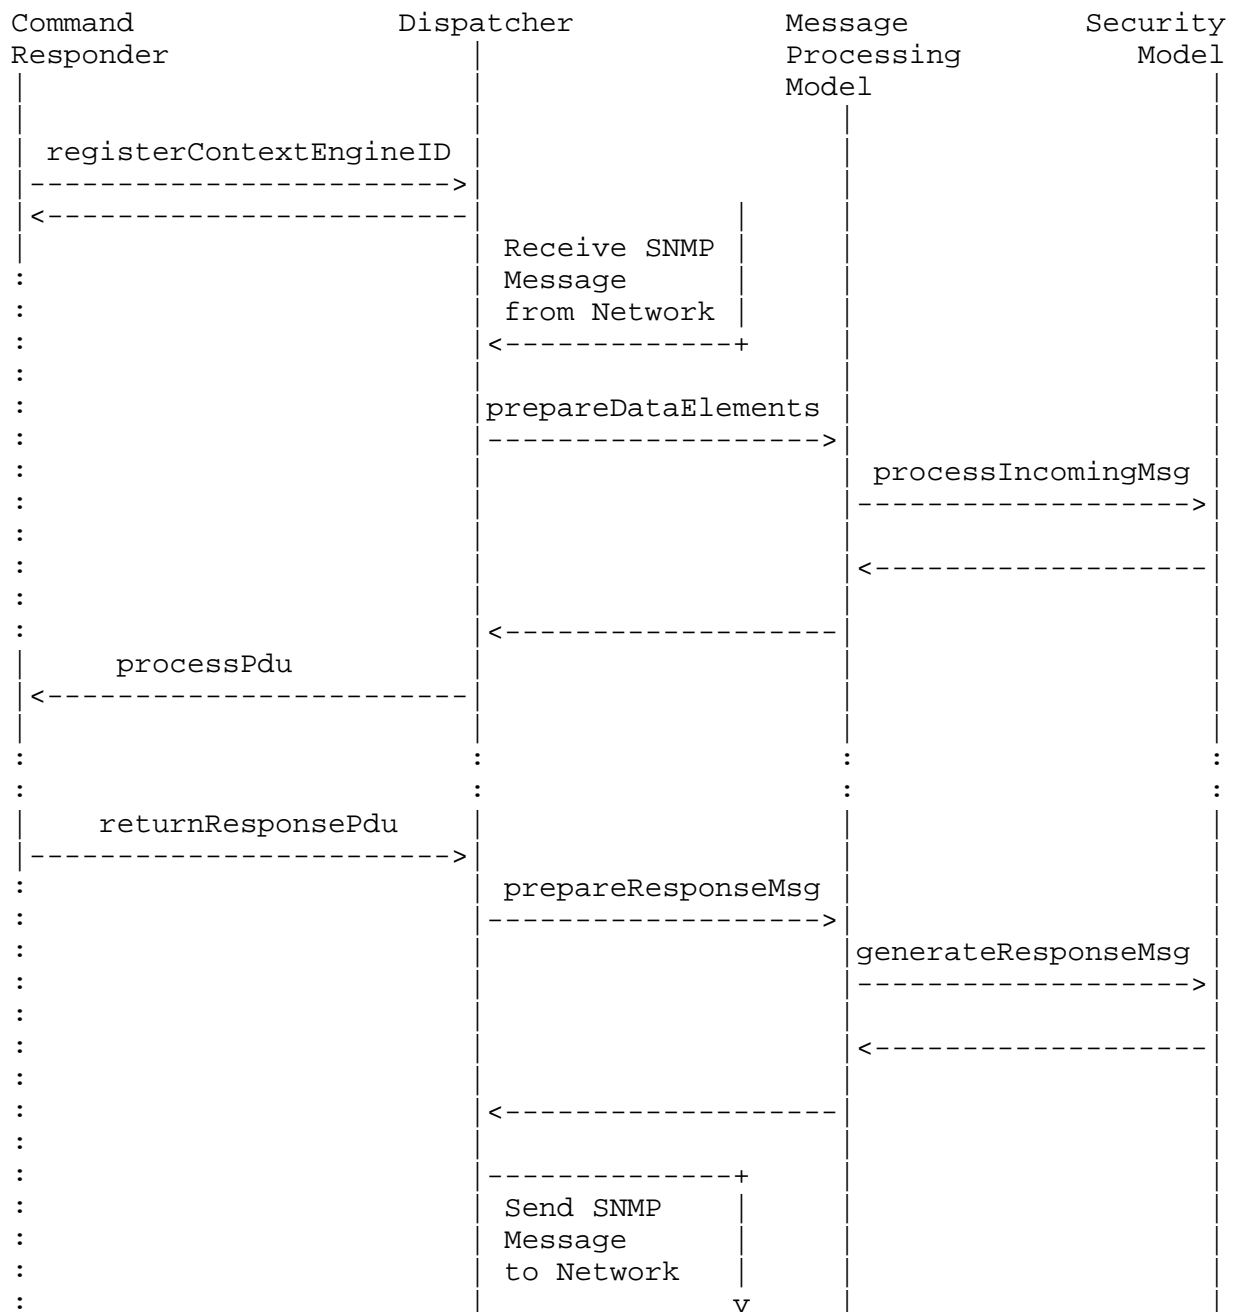 Command Dispatcher Message Security
Responder Processing Model
Model
registerContextEngineID
Receive SNMP
Message
from Network
prepareDataElements
processIncomingMsg
processPdu
returnResponsePdu
prepareResponseMsg
generateResponseMsg
Send SNMP
Message
to Network